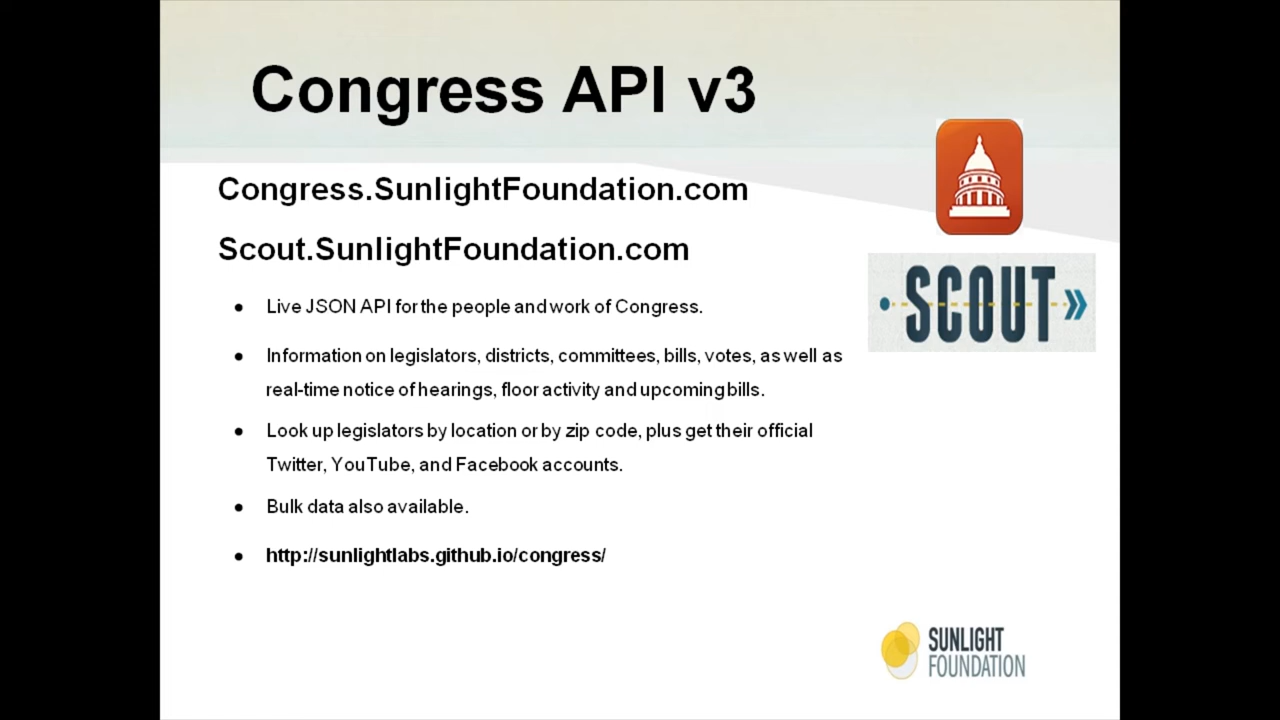 Congress API v3
Congress.SunlightFoundation.com
Scout.SunlightFoundation.com
SCOUT
● Live JSON API for the people and work of Congress.
● Information on legislators, districts, committees, bills, votes, as well as
real-time notice of hearings, floor activity and upcoming bills.
● Look up legislators by location or by zip code, plus get their official
Twitter, YouTube, and Facebook accounts.
● Bulk data also available.
● http://sunlightlabs.github.io/congress/
SUNLIGHT
FOUNDATION